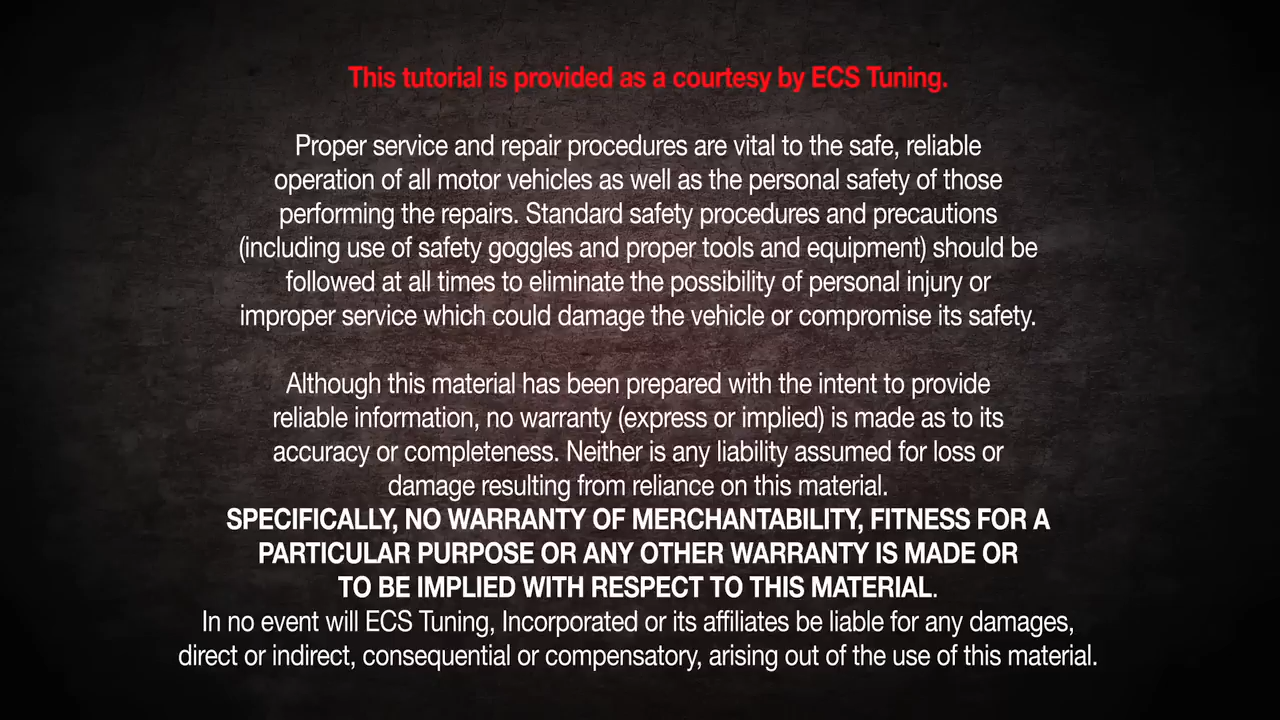 This tutorial is provided as a courtesy by ECS Tuning.
Proper service and repair procedures are vital to the safe, reliable
operation of all motor vehicles as well as the personal safety of those
performing the repairs. Standard safety procedures and precautions
(including use of safety goggles and proper tools and equipment) should be
followed at all times to eliminate the possibility of personal injury or
improper service which could damage the vehicle or compromise its safety.
Although this material has been prepared with the intent to provide
reliable information, no warranty (express or implied) is made as to its
accuracy or completeness. Neither is any liability assumed for loss or
damage resulting from reliance on this material.
SPECIFICALLY, NO WARRANTY OF MERCHANTABILITY, FITNESS FOR A
PARTICULAR PURPOSE OR ANY OTHER WARRANTY IS MADE OR
TO BE IMPLIED WITH RESPECT TO THIS MATERIAL.
In no event will ECS Tuning, Incorporated or its affiliates be liable for any damages,
direct or indirect, consequential or compensatory, arising out of the use of this material.